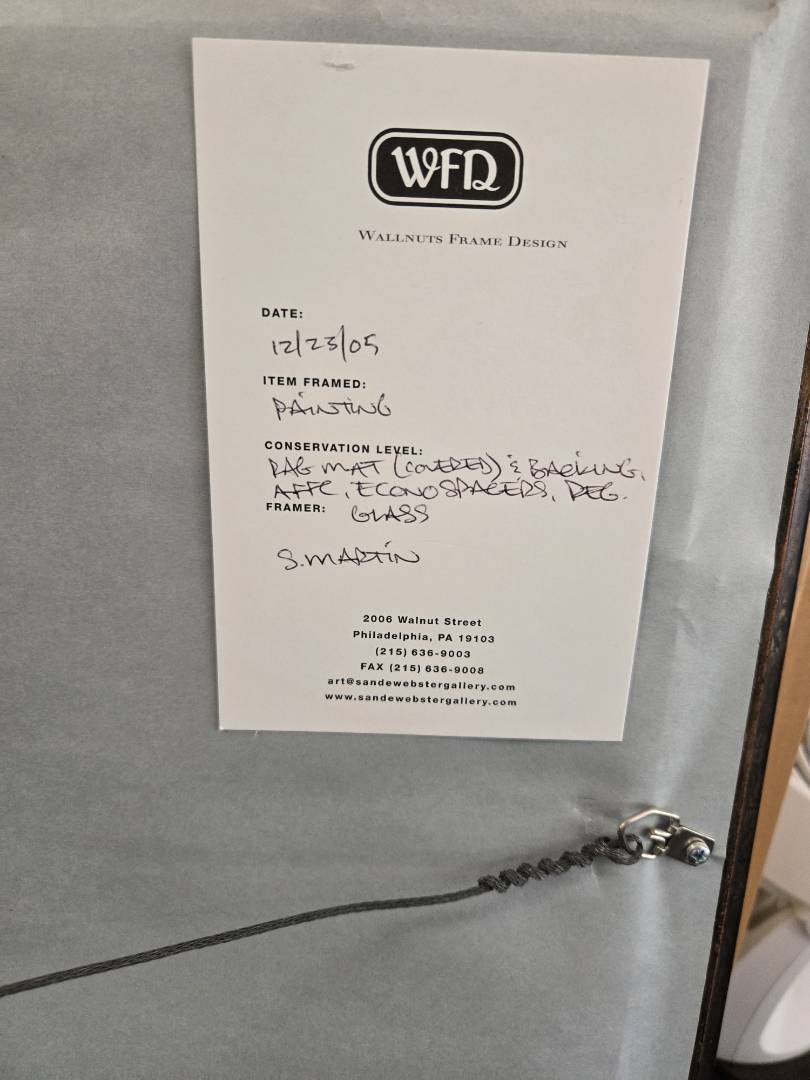 WFD
WALLNUTS FRAME DESIGN
DATE:
12/23/05
ITEM FRAMED:
PAINTING
CONSERVATION LEVEL:
RAG MAT (COVERED) & BACKING,
AFFC, ECONOSPACERS, REG.
FRAMER: GLASS
S. MARTIN
2006 Walnut Street
Philadelphia, PA 19103
(215) 636-9003
FAX (215) 636-9008
art@sandewebstergallery.com
www.sandewebstergallery.com